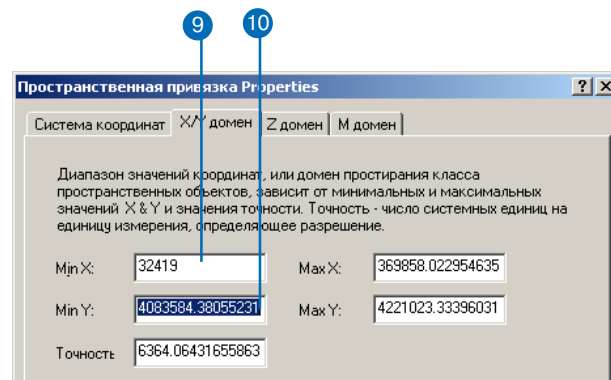 9 10
Пространственная привязка Properties
Система координат X/Y домен Z домен М домен
Диапазон значений координат, или домен простирания класса
пространственных объектов, зависит от минимальных и максимальных
значений X & Y и значения точности. Точность - число системных единиц на
единицу измерения, определяющее разрешение.
Min X: 32419 Max X: 369858.022954635
Min Y: 4083584.38055231 Max Y: 4221023.33396031
Точность 6364.06431655863